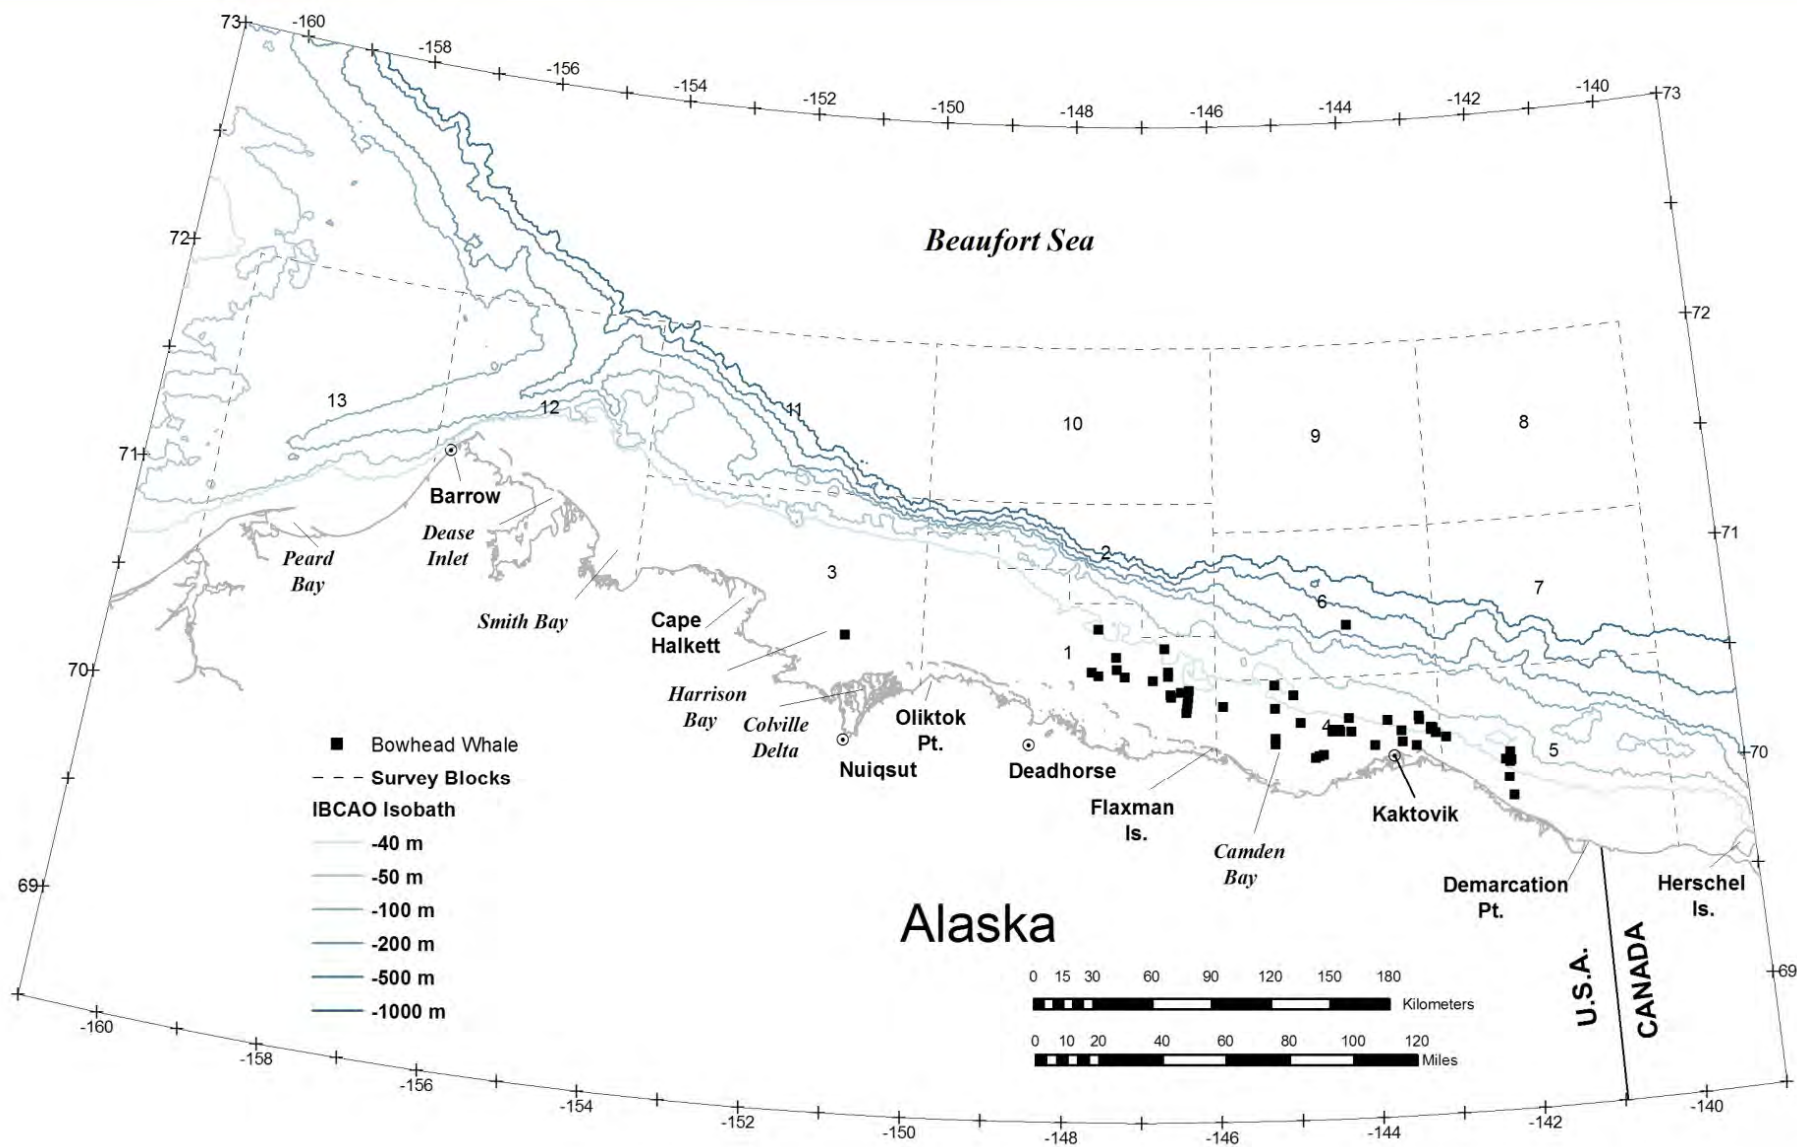 73
-160
-158
-156
-154
-152
-150
-148
-146
-144
-142
-140
73
Beaufort Sea
72
72
13
12
11
10
9
8
71
71
Barrow
Dease
Inlet
Peard
Bay
Smith Bay
3
2
6
7
Cape
Halkett
1
70
Harrison
Bay
Colville
Delta
Oliktok
Pt.
4
5
70
Nuiqsut
Deadhorse
Flaxman
Is.
Kaktovik
Camden
Bay
Demarcation
Pt.
Herschel
Is.
Bowhead Whale
Survey Blocks
IBCAO Isobath
-40 m
-50 m
-100 m
-200 m
-500 m
-1000 m
69
Alaska
U.S.A.
CANADA
69
0 15 30 60 90 120 150 180
Kilometers
0 10 20 40 60 80 100 120
Miles
-160
-158
-156
-154
-152
-150
-148
-146
-144
-142
-140